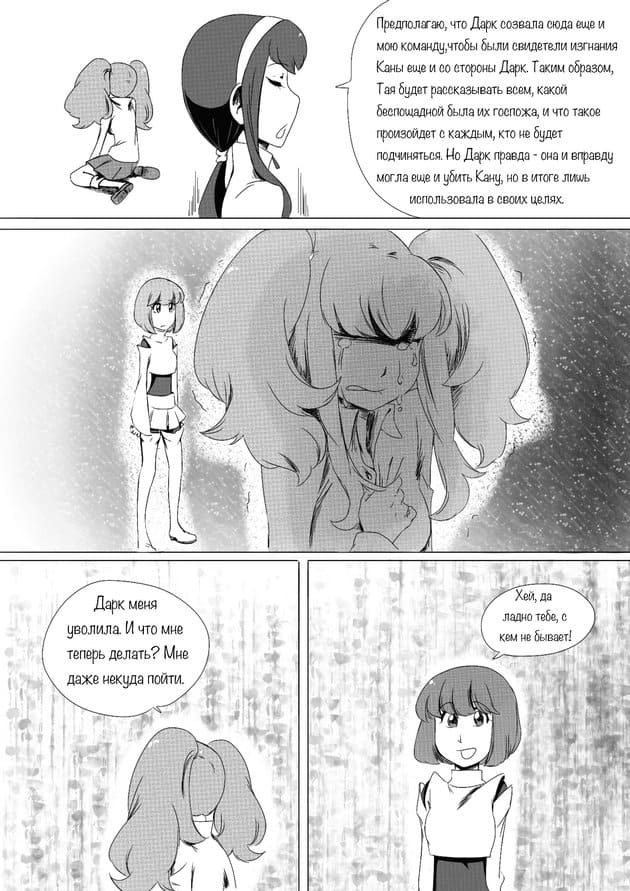 Предполагаю, что Дарк созвала сюда еще и
мою команду,чтобы были свидетели изгнания
Каны еще и со стороны Дарк. Таким образом,
Тая будет рассказывать всем, какой
беспощадной была их госпожа, и что такое
произойдет с каждым, кто не будет
подчиняться. Но Дарк правда - она и вправду
могла еще и убить Кану, но в итоге лишь
использовала в своих целях.
Дарк меня
уволила. И что мне
теперь делать? Мне
даже некуда пойти.
Хей, да
ладно тебе, с
кем не бывает!